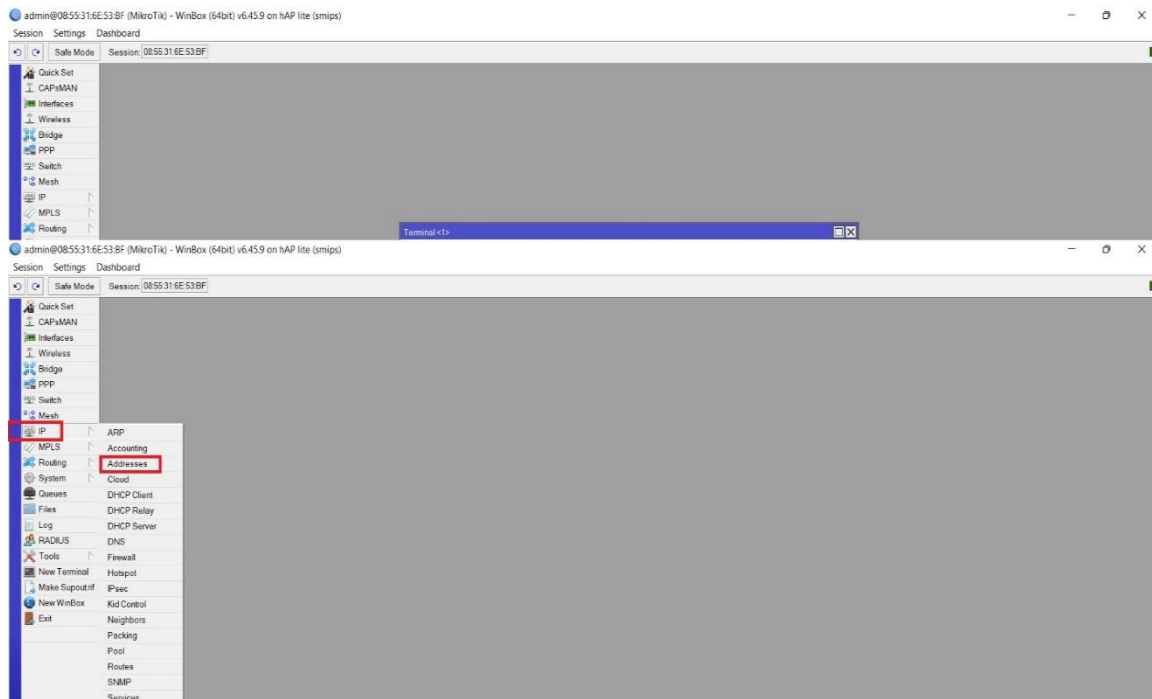 admin@08:55:31:6E:53:BF (MikroTik) - WinBox (64bit) v6.45.9 on hAP lite (smips)
Session Settings Dashboard
Safe Mode Session: 08:55:31:6E:53:BF
Quick Set
CAPsMAN
Interfaces
Wireless
Bridge
PPP
Switch
Mesh
IP
MPLS
Routing
Terminal <1>
admin@08:55:31:6E:53:BF (MikroTik) - WinBox (64bit) v6.45.9 on hAP lite (smips)
Session Settings Dashboard
Safe Mode Session: 08:55:31:6E:53:BF
Quick Set
CAPsMAN
Interfaces
Wireless
Bridge
PPP
Switch
Mesh
IP ARP
MPLS Accounting
Routing Addresses
System Cloud
Queues DHCP Client
Files DHCP Relay
Log DHCP Server
RADIUS DNS
Tools Firewall
New Terminal Hotspot
Make Supout.rif IPsec
New WinBox Kid Control
Exit Neighbors
Packing
Pool
Routes
SNMP
Services